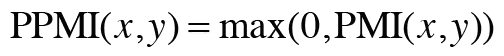 PPMI(x,y) = max(0,PMI(x,y))